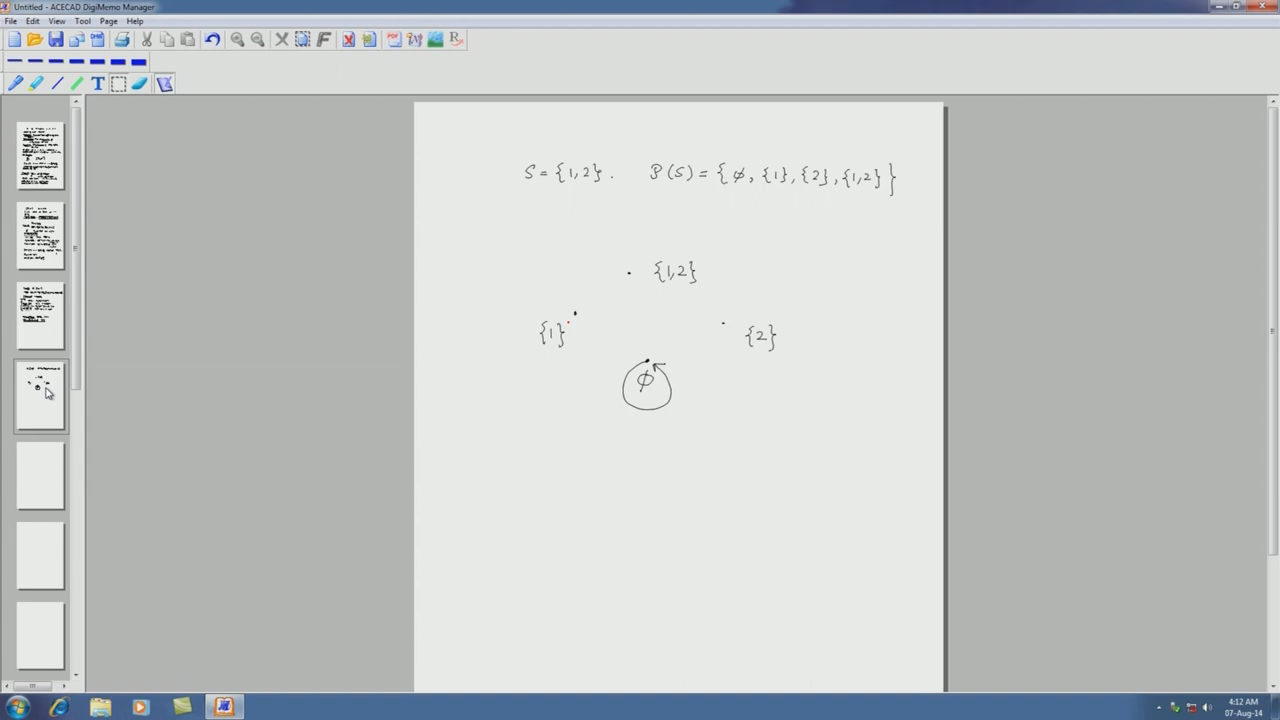 Untitled - ACECAD DigiMemo Manager
File Edit View Tool Page Help
S = {1,2}. P(S) = {φ, {1}, {2}, {1,2}}
{1,2}
{1}
{2}
φ
4:12 AM
07-Aug-14